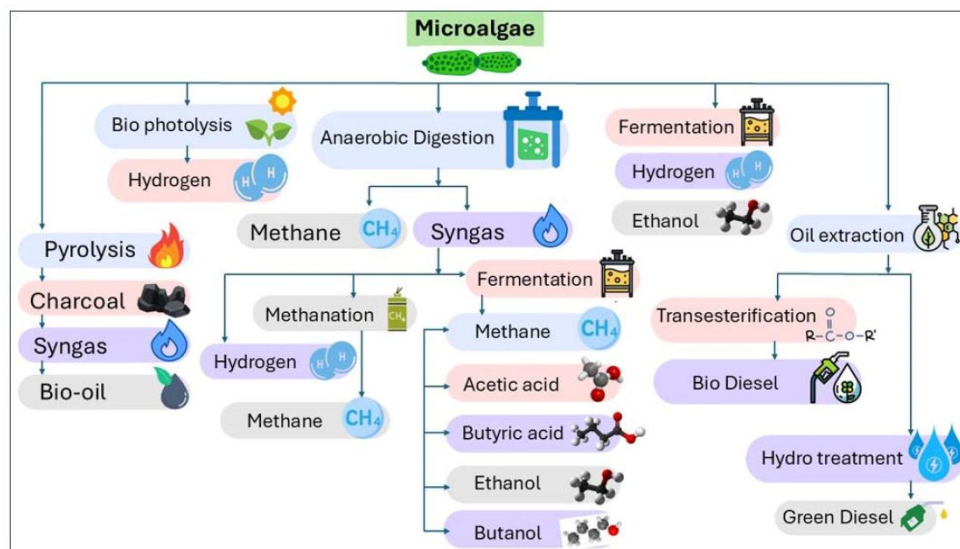 Microalgae
Bio photolysis
Hydrogen
H H
Anaerobic Digestion
Methane
CH₄
Syngas
Fermentation
Hydrogen
H H
Ethanol
Pyrolysis
Charcoal
Syngas
Bio-oil
Hydrogen
H H
Methanation
CH₄
Methane
CH₄
Fermentation
Methane
CH₄
Acetic acid
Butyric acid
Ethanol
Butanol
Oil extraction
Transesterification
O
R-C-O-R'
Bio Diesel
Hydro treatment
Green Diesel